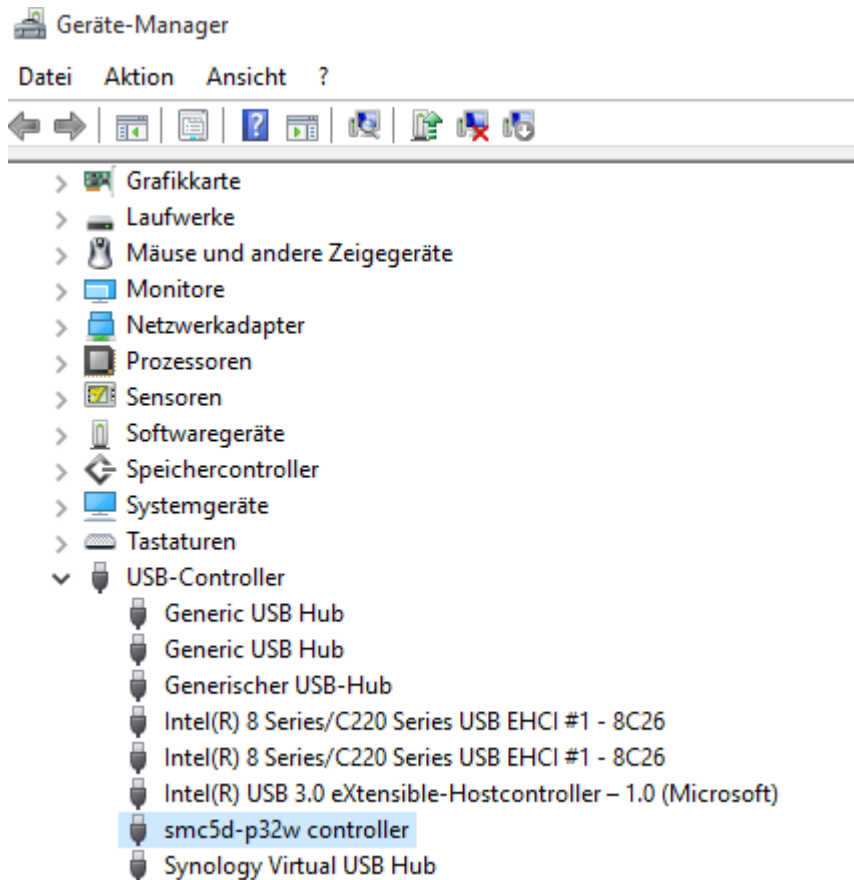 Geräte-Manager
Datei Aktion Ansicht ?
Grafikkarte
Laufwerke
Mäuse und andere Zeigegeräte
Monitore
Netzwerkadapter
Prozessoren
Sensoren
Softwaregeräte
Speichercontroller
Systemgeräte
Tastaturen
USB-Controller
Generic USB Hub
Generic USB Hub
Generischer USB-Hub
Intel(R) 8 Series/C220 Series USB EHCI #1 - 8C26
Intel(R) 8 Series/C220 Series USB EHCI #1 - 8C26
Intel(R) USB 3.0 eXtensible-Hostcontroller – 1.0 (Microsoft)
smc5d-p32w controller
Synology Virtual USB Hub